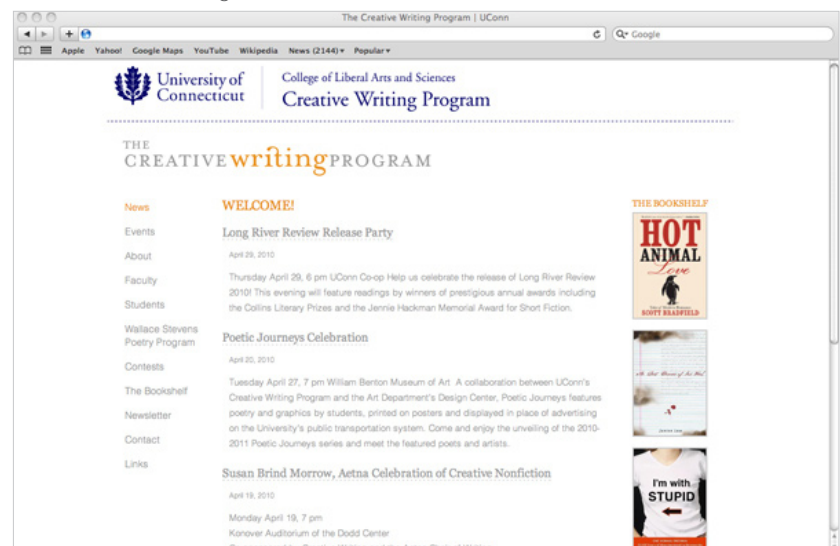 The Creative Writing Program | UConn
Google
Apple Yahoo! Google Maps YouTube Wikipedia News (2144) Popular
University of Connecticut
College of Liberal Arts and Sciences
Creative Writing Program
THE
CREATIVE writing PROGRAM
News
Events
About
Faculty
Students
Wallace Stevens
Poetry Program
Contests
The Bookshelf
Newsletter
Contact
Links
WELCOME!
Long River Review Release Party
April 29, 2010
Thursday April 29, 6 pm UConn Co-op Help us celebrate the release of Long River Review
2010! This evening will feature readings by winners of prestigious annual awards including
the Collins Literary Prizes and the Jennie Hackman Memorial Award for Short Fiction.
Poetic Journeys Celebration
April 20, 2010
Tuesday April 27, 7 pm William Benton Museum of Art A collaboration between UConn's
Creative Writing Program and the Art Department's Design Center, Poetic Journeys features
poetry and graphics by students, printed on posters and displayed in place of advertising
on the University's public transportation system. Come and enjoy the unveiling of the 2010-
2011 Poetic Journeys series and meet the featured poets and artists.
Susan Brind Morrow, Aetna Celebration of Creative Nonfiction
April 19, 2010
Monday April 19, 7 pm
Konover Auditorium of the Dodd Center
THE BOOKSHELF
HOT
ANIMAL
Love
SCOTT BRADFIELD
I'm with
STUPID